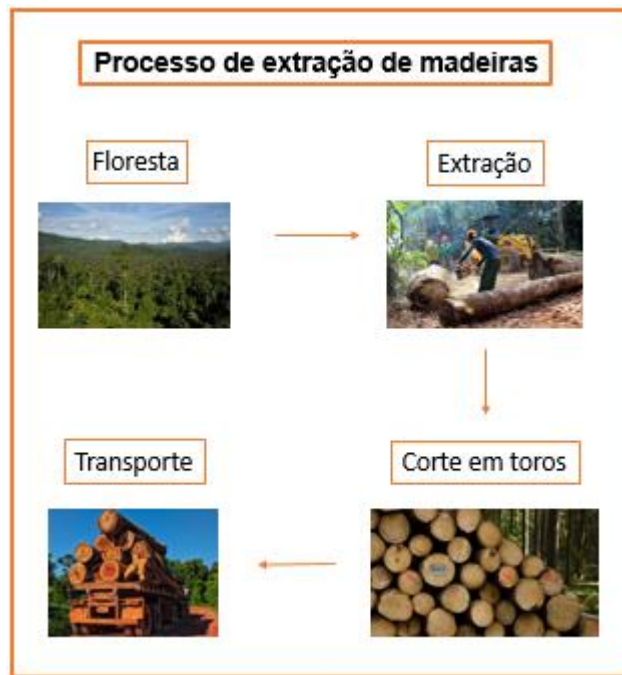 Processo de extração de madeiras
Floresta
Extração
Transporte
Corte em toros